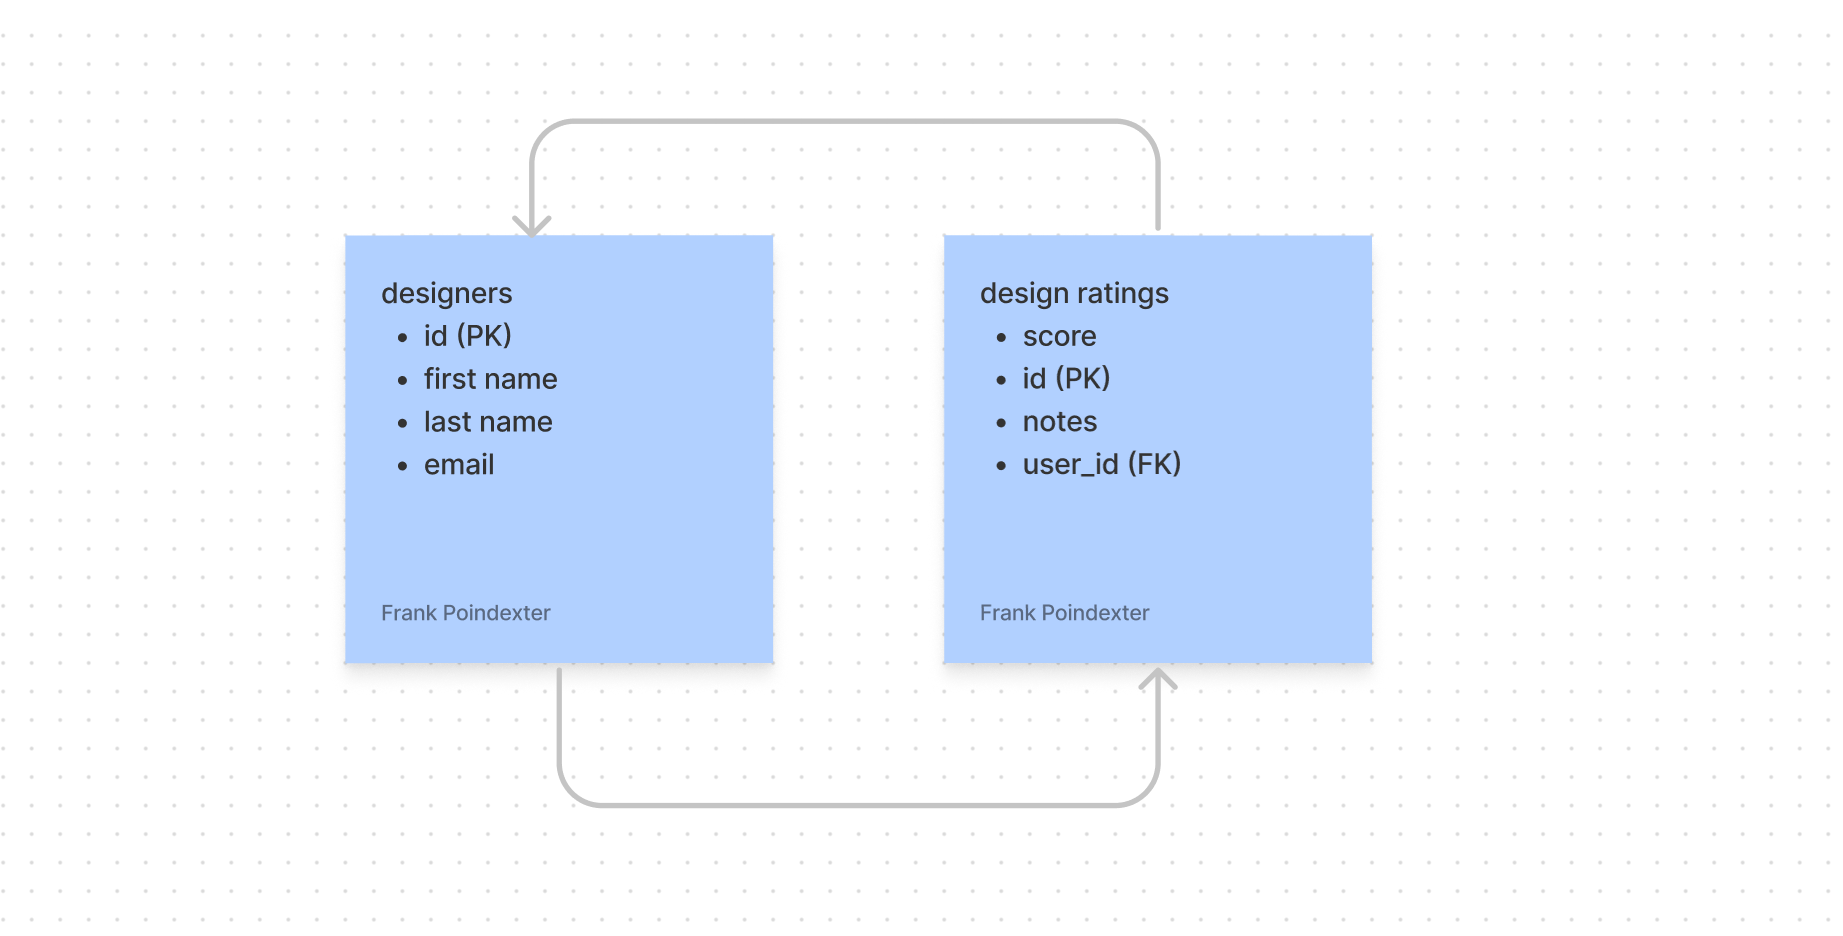 designers
• id (PK)
• first name
• last name
• email
Frank Poindexter
design ratings
• score
• id (PK)
• notes
• user_id (FK)
Frank Poindexter